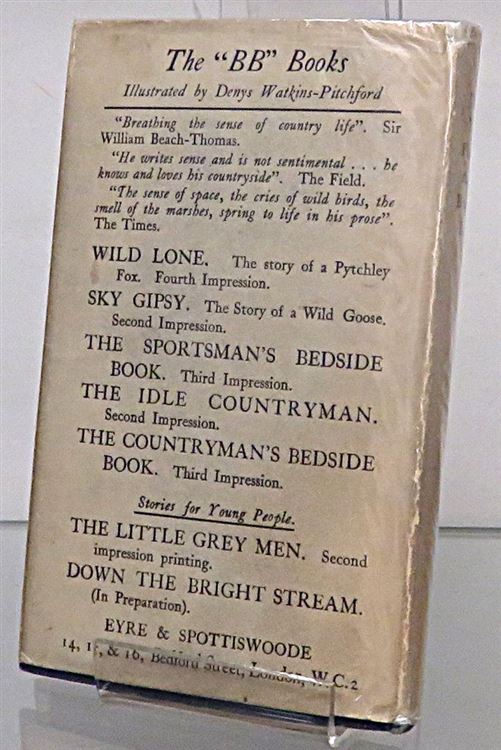 The "BB" Books
Illustrated by Denys Watkins-Pitchford
"Breathing the sense of country life". Sir
William Beach-Thomas.
"He writes sense and is not sentimental . . . he
knows and loves his countryside". The Field.
"The sense of space, the cries of wild birds, the
smell of the marshes, spring to life in his prose".
The Times.
WILD LONE. The story of a Pytchley
Fox. Fourth Impression.
SKY GIPSY. The Story of a Wild Goose.
Second Impression.
THE SPORTSMAN'S BEDSIDE
BOOK. Third Impression.
THE IDLE COUNTRYMAN.
Second Impression.
THE COUNTRYMAN'S BEDSIDE
BOOK. Third Impression.
Stories for Young People.
THE LITTLE GREY MEN. Second
impression printing.
DOWN THE BRIGHT STREAM.
(In Preparation).
EYRE & SPOTTISWOODE
14, 15, & 16, Bedford Street, London, W.C.2